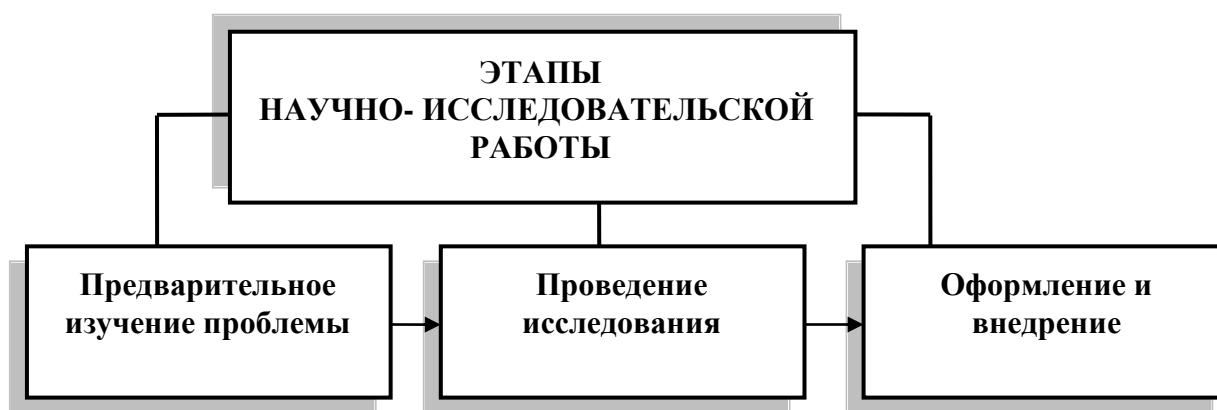 ЭТАПЫ
НАУЧНО- ИССЛЕДОВАТЕЛЬСКОЙ
РАБОТЫ
Предварительное
изучение проблемы
Проведение
исследования
Оформление и
внедрение